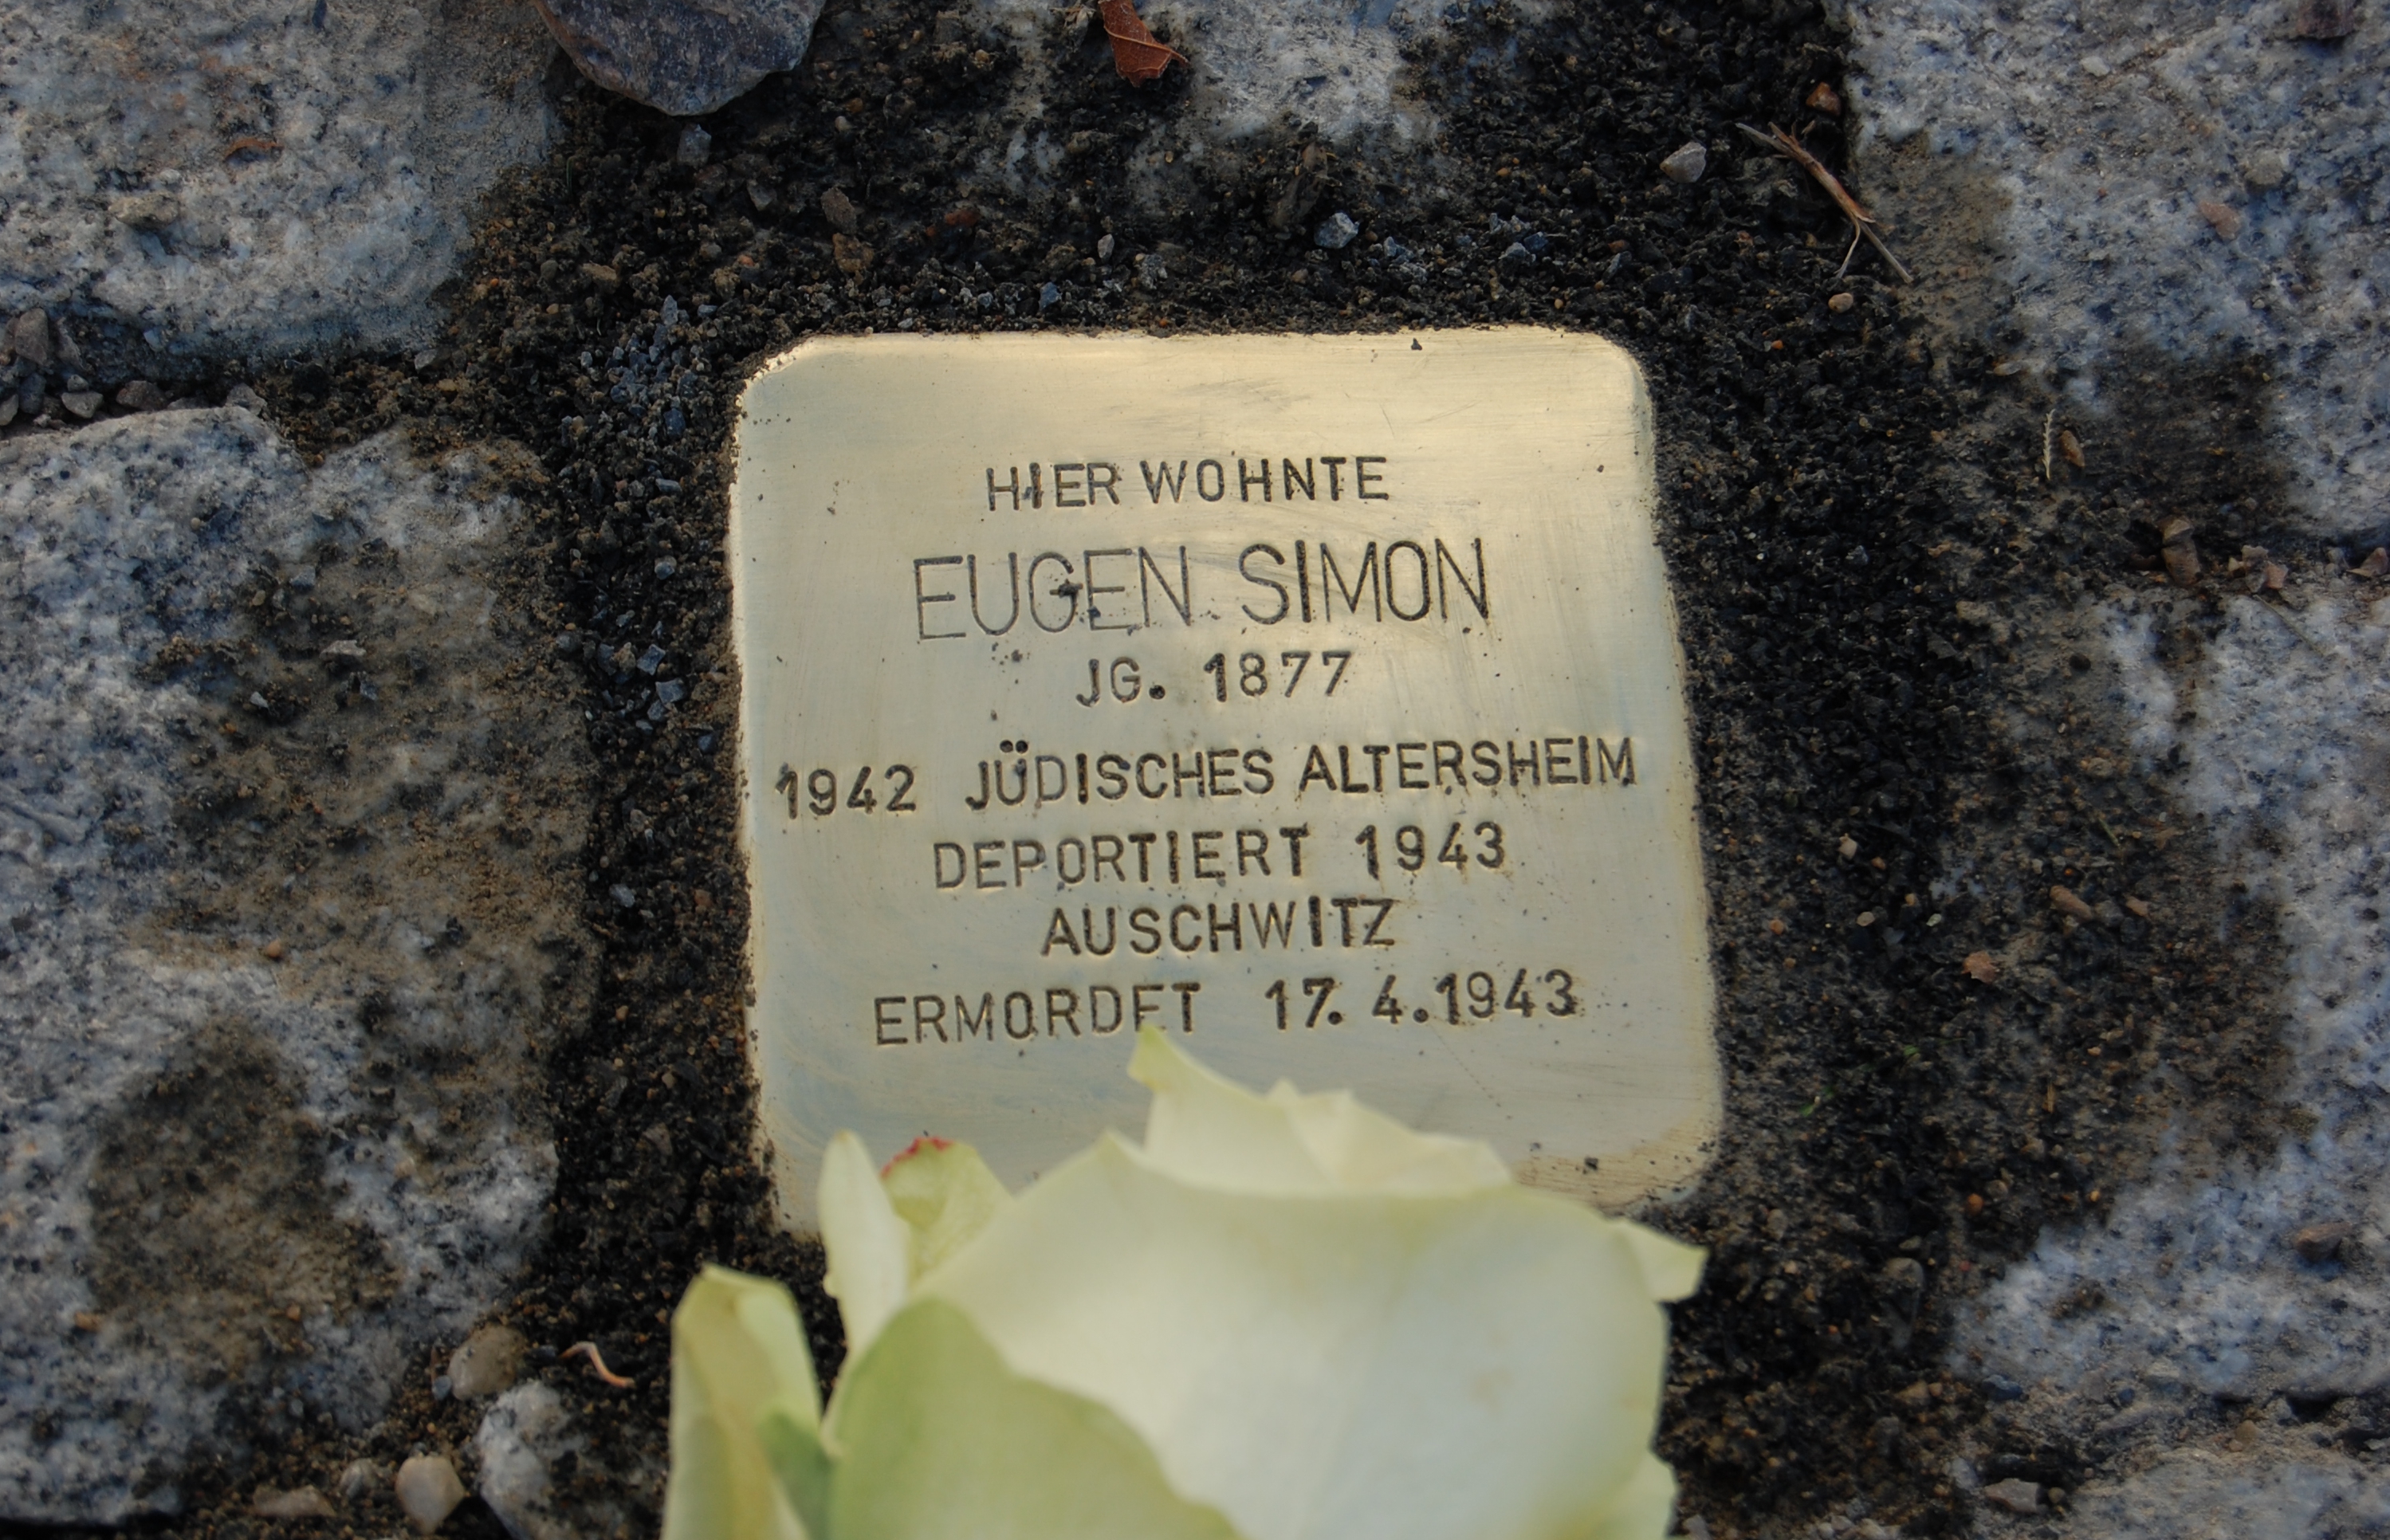 HIER WOHNTE
EUGEN SIMON
JG. 1877
1942 JÜDISCHES ALTERSHEIM
DEPORTIERT 1943
AUSCHWITZ
ERMORDET 17.4.1943